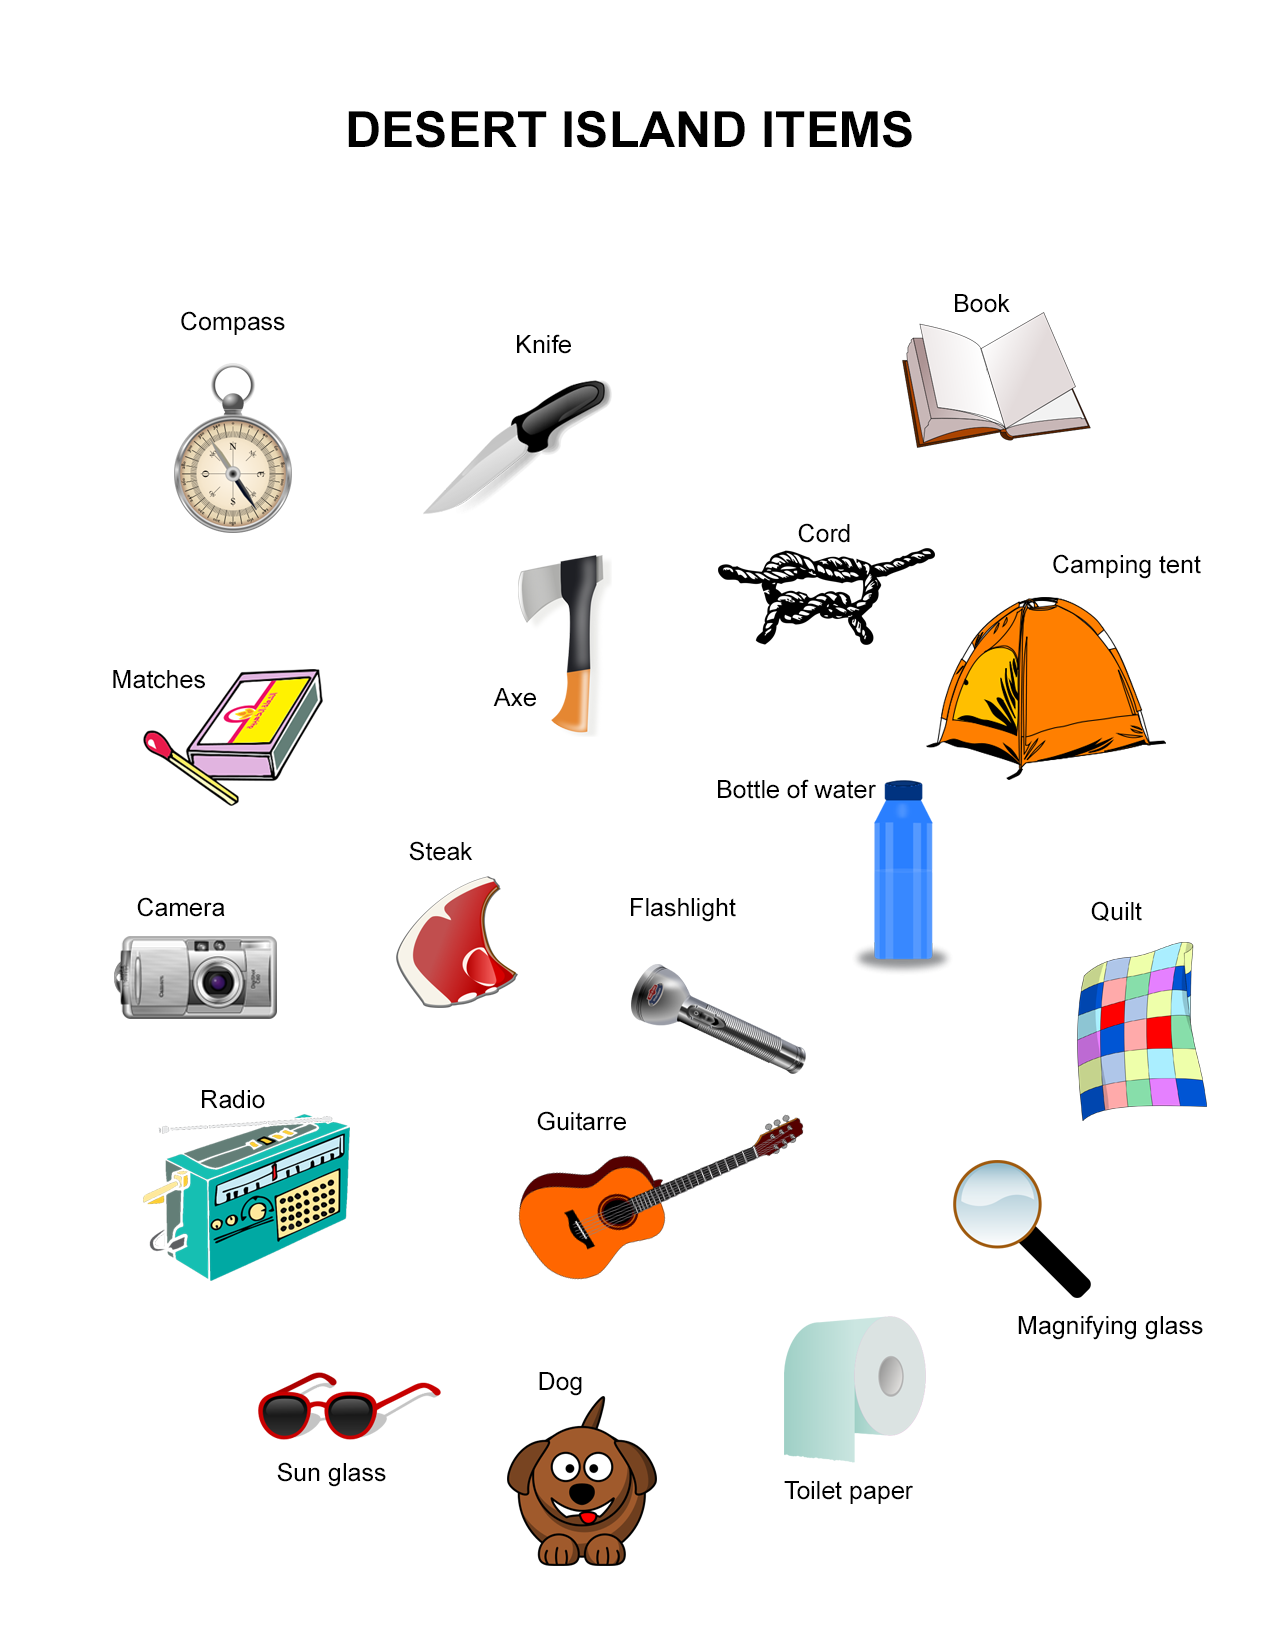 DESERT ISLAND ITEMS
Compass
Knife
Book
Cord
Camping tent
Matches
Axe
Bottle of water
Steak
Camera
Flashlight
Quilt
Radio
Guitarre
Magnifying glass
Dog
Sun glass
Toilet paper
N
E
S
O
Canon